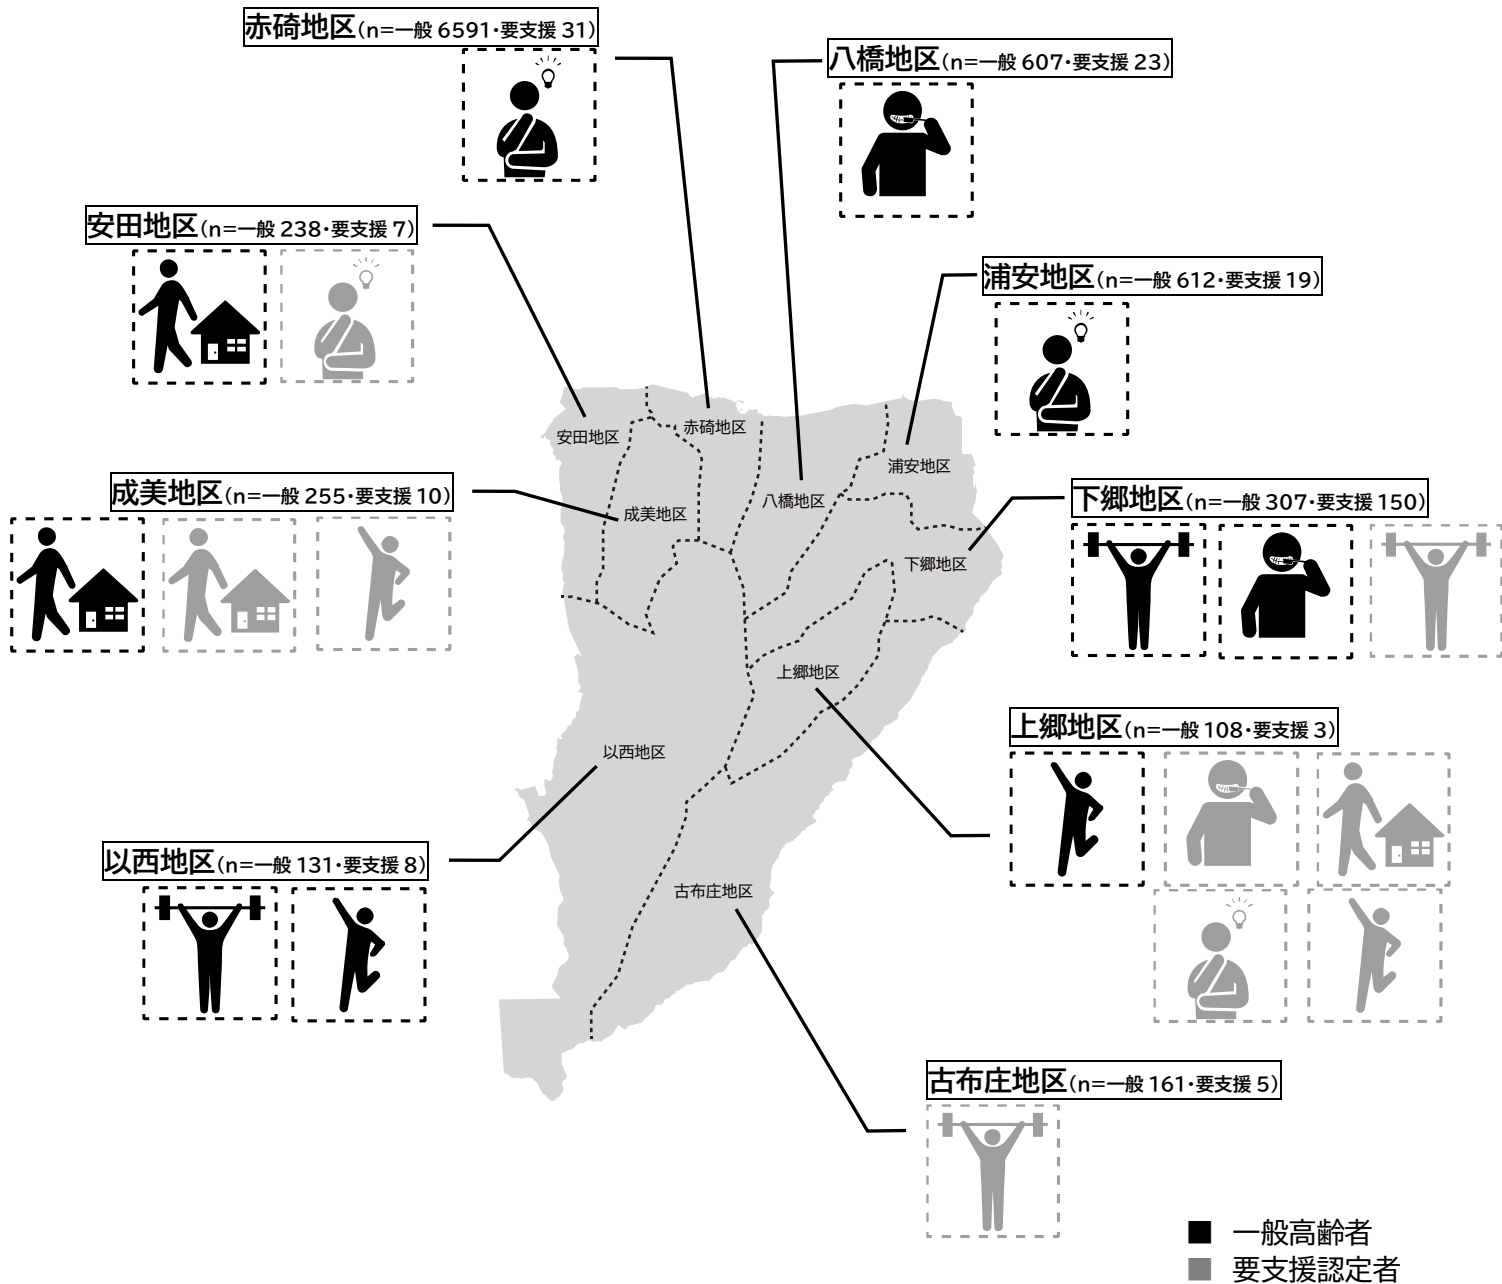 赤碕地区(n=一般 6591・要支援 31)
八橋地区(n=一般 607・要支援 23)
安田地区(n=一般 238・要支援 7)
浦安地区(n=一般 612・要支援 19)
成美地区(n=一般 255・要支援 10)
下郷地区(n=一般 307・要支援 150)
上郷地区(n=一般 108・要支援 3)
以西地区(n=一般 131・要支援 8)
古布庄地区(n=一般 161・要支援 5)
安田地区
赤碕地区
浦安地区
成美地区
八橋地区
下郷地区
上郷地区
以西地区
古布庄地区
■ 一般高齢者
■ 要支援認定者